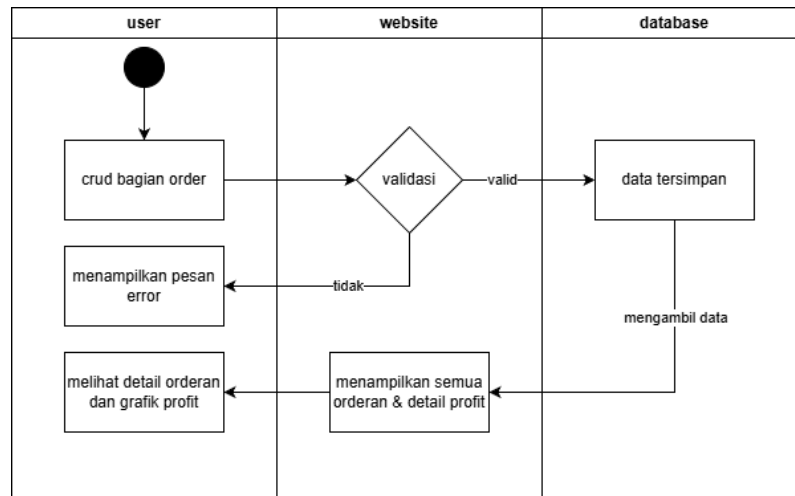 user
website
database
crud bagian order
validasi
valid
data tersimpan
menampilkan pesan
error
tidak
mengambil data
melihat detail orderan
dan grafik profit
menampilkan semua
orderan & detail profit